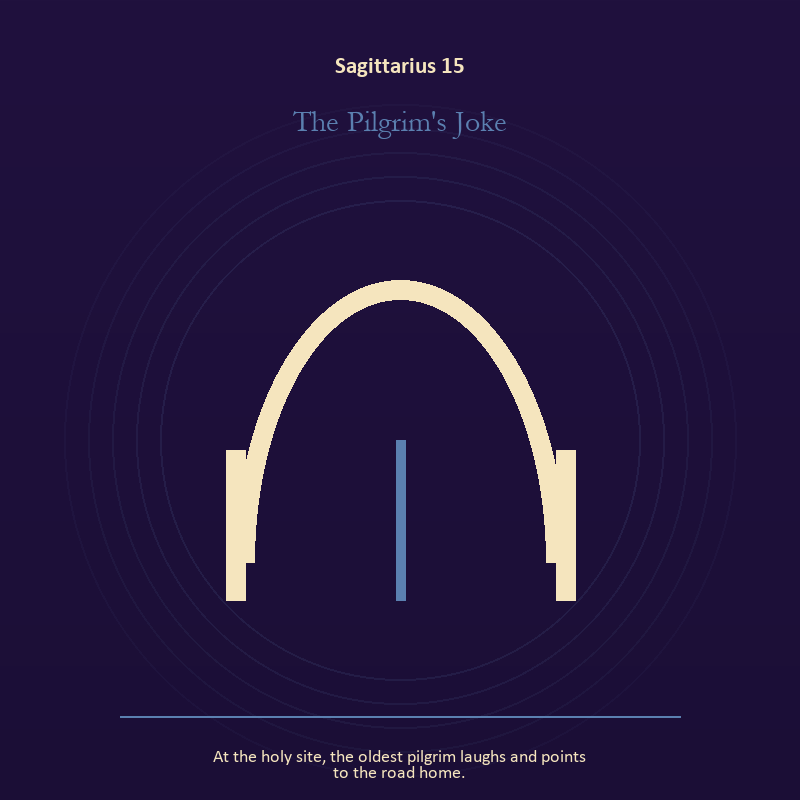 Sagittarius 15
The Pilgrim's Joke
At the holy site, the oldest pilgrim laughs and points
to the road home.